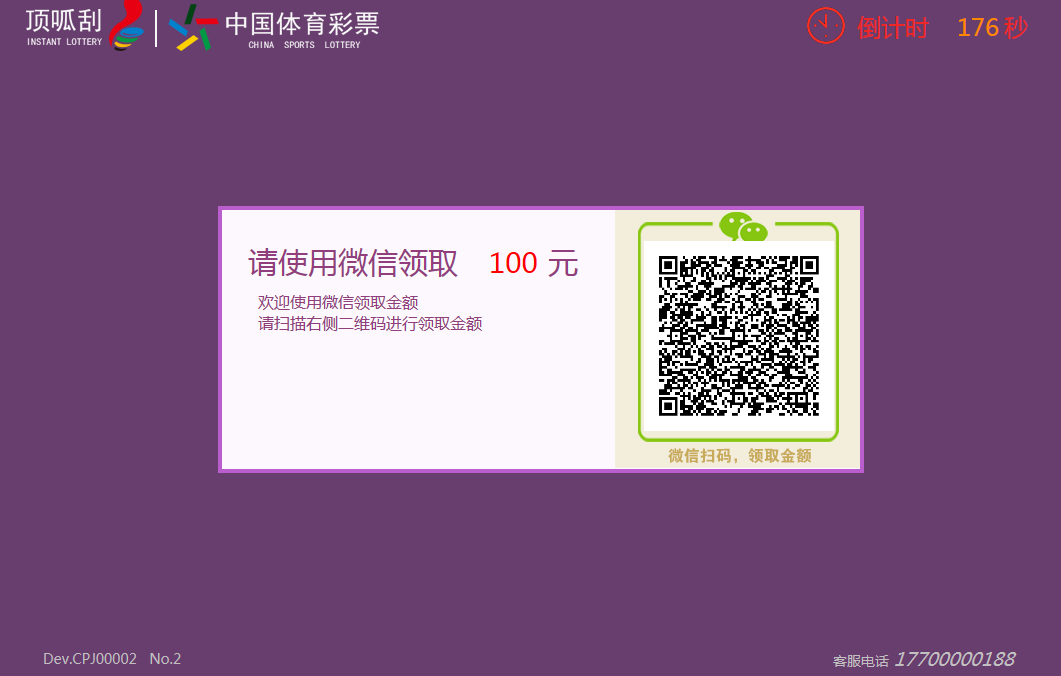 顶呱刮
INSTANT LOTTERY
中国体育彩票
CHINA SPORTS LOTTERY
倒计时 176 秒
请使用微信领取 100 元
欢迎使用微信领取金额
请扫描右侧二维码进行领取金额
微信扫码，领取金额
Dev.CPJ00002 No.2
客服电话 17700000188